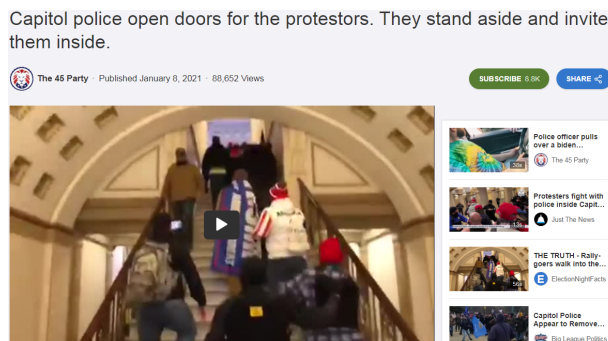 Capitol police open doors for the protestors. They stand aside and invite
them inside.
The 45 Party · Published January 8, 2021 · 88,652 Views
SUBSCRIBE 8.8K
SHARE
Police officer pulls
over a biden...
The 45 Party
Protesters fight with
police inside Capit...
Just The News
THE TRUTH - Rally-
goers walk into the...
ElectionNightFacts
Capitol Police
Appear to Remove...
Big League Politics